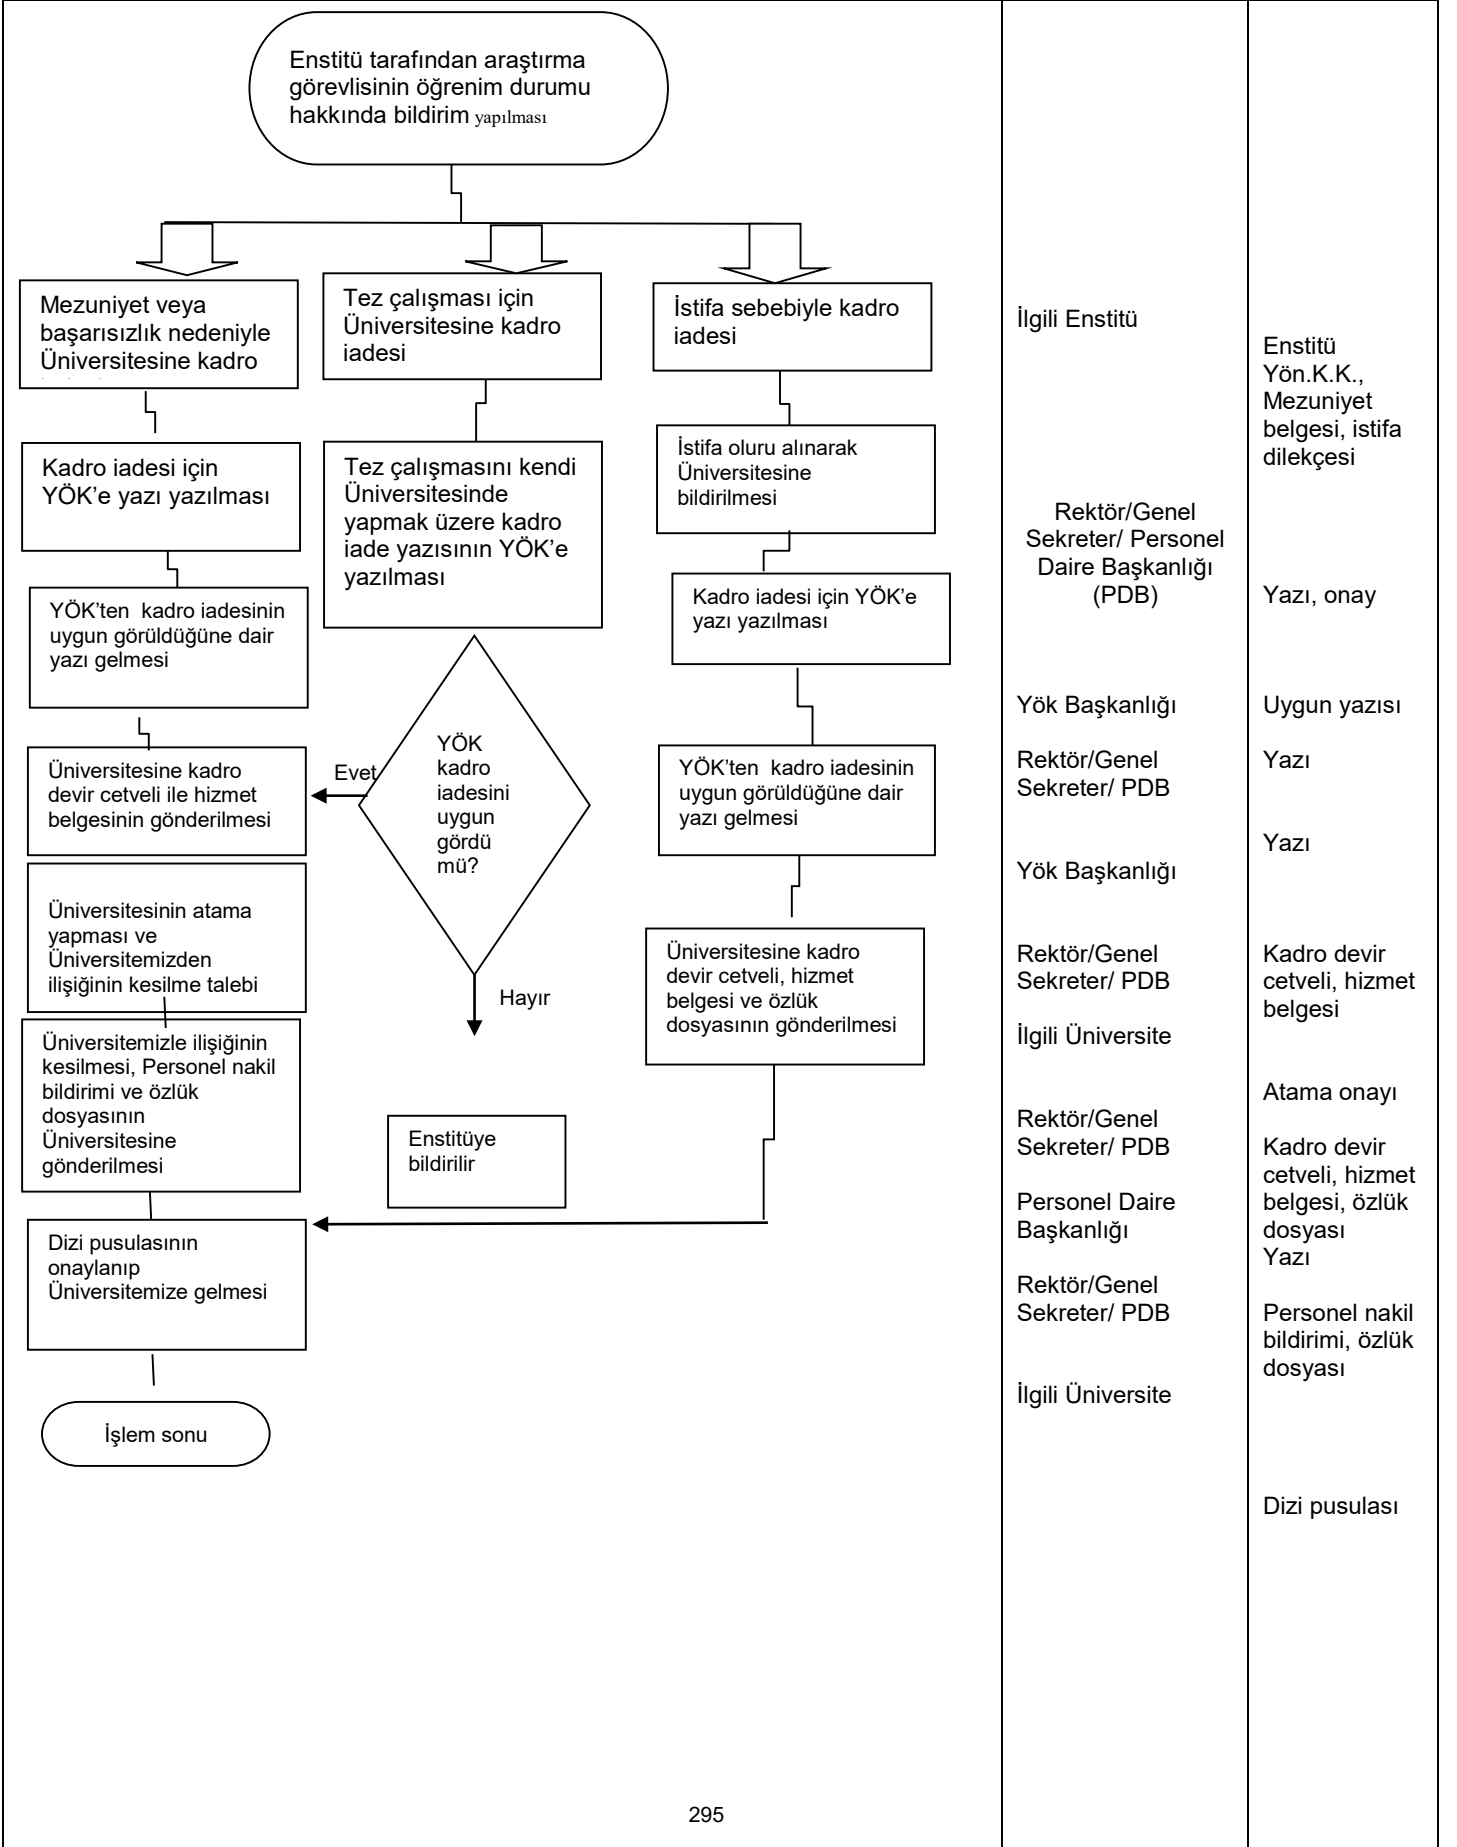 Enstitü tarafından araştırma
görevlisinin öğrenim durumu
hakkında bildirim yapılması
Mezuniyet veya
başarısızlık nedeniyle
Üniversitesine kadro
Tez çalışması için
Üniversitesine kadro
iadesi
İstifa sebebiyle kadro
iadesi
Kadro iadesi için
YÖK’e yazı yazılması
Tez çalışmasını kendi
Üniversitesinde
yapmak üzere kadro
iade yazısının YÖK’e
yazılması
İstifa oluru alınarak
Üniversitesine
bildirilmesi
YÖK’ten  kadro iadesinin
uygun görüldüğüne dair
yazı gelmesi
Kadro iadesi için YÖK’e
yazı yazılması
YÖK
kadro
iadesini
uygun
gördü
mü?
Evet
Hayır
Üniversitesine kadro
devir cetveli ile hizmet
belgesinin gönderilmesi
YÖK’ten  kadro iadesinin
uygun görüldüğüne dair
yazı gelmesi
Üniversitesinin atama
yapması ve
Üniversitemizden
ilişiğinin kesilme talebi
Üniversitesine kadro
devir cetveli, hizmet
belgesi ve özlük
dosyasının gönderilmesi
Üniversitemizle ilişiğinin
kesilmesi, Personel nakil
bildirimi ve özlük
dosyasının
Üniversitesine
gönderilmesi
Enstitüye
bildirilir
Dizi pusulasının
onaylanıp
Üniversitemize gelmesi
İşlem sonu
İlgili Enstitü
Rektör/Genel
Sekreter/ Personel
Daire Başkanlığı
(PDB)
Yök Başkanlığı
Rektör/Genel
Sekreter/ PDB
Yök Başkanlığı
Rektör/Genel
Sekreter/ PDB
İlgili Üniversite
Rektör/Genel
Sekreter/ PDB
Personel Daire
Başkanlığı
Rektör/Genel
Sekreter/ PDB
İlgili Üniversite
Enstitü
Yön.K.K.,
Mezuniyet
belgesi, istifa
dilekçesi
Yazı, onay
Uygun yazısı
Yazı
Yazı
Kadro devir
cetveli, hizmet
belgesi
Atama onayı
Kadro devir
cetveli, hizmet
belgesi, özlük
dosyası
Yazı
Personel nakil
bildirimi, özlük
dosyası
Dizi pusulası
295